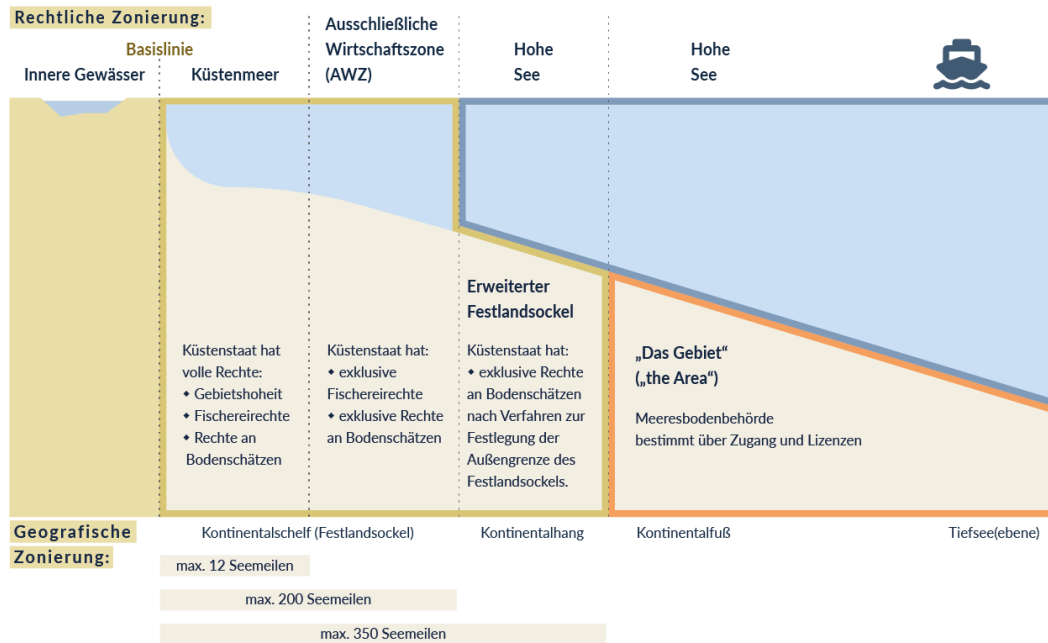 Rechtliche Zonierung:
Basislinie
Innere Gewässer
Küstenmeer
Ausschließliche
Wirtschaftszone
(AWZ)
Hohe
See
Hohe
See
Küstenstaat hat
volle Rechte:
◆ Gebietshoheit
◆ Fischereirechte
◆ Rechte an
Bodenschätzen
Küstenstaat hat:
◆ exklusive
Fischereirechte
◆ exklusive Rechte
an Bodenschätzen
Erweiterter
Festlandsockel
Küstenstaat hat:
◆ exklusive Rechte
an Bodenschätzen
nach Verfahren zur
Festlegung der
Außengrenze des
Festlandsockels.
„Das Gebiet“
(„the Area“)
Meeresbodenbehörde
bestimmt über Zugang und Lizenzen
Geografische
Zonierung:
Kontinentalschelf (Festlandsockel)
Kontinentalhang
Kontinentalfuß
Tiefsee(ebene)
max. 12 Seemeilen
max. 200 Seemeilen
max. 350 Seemeilen